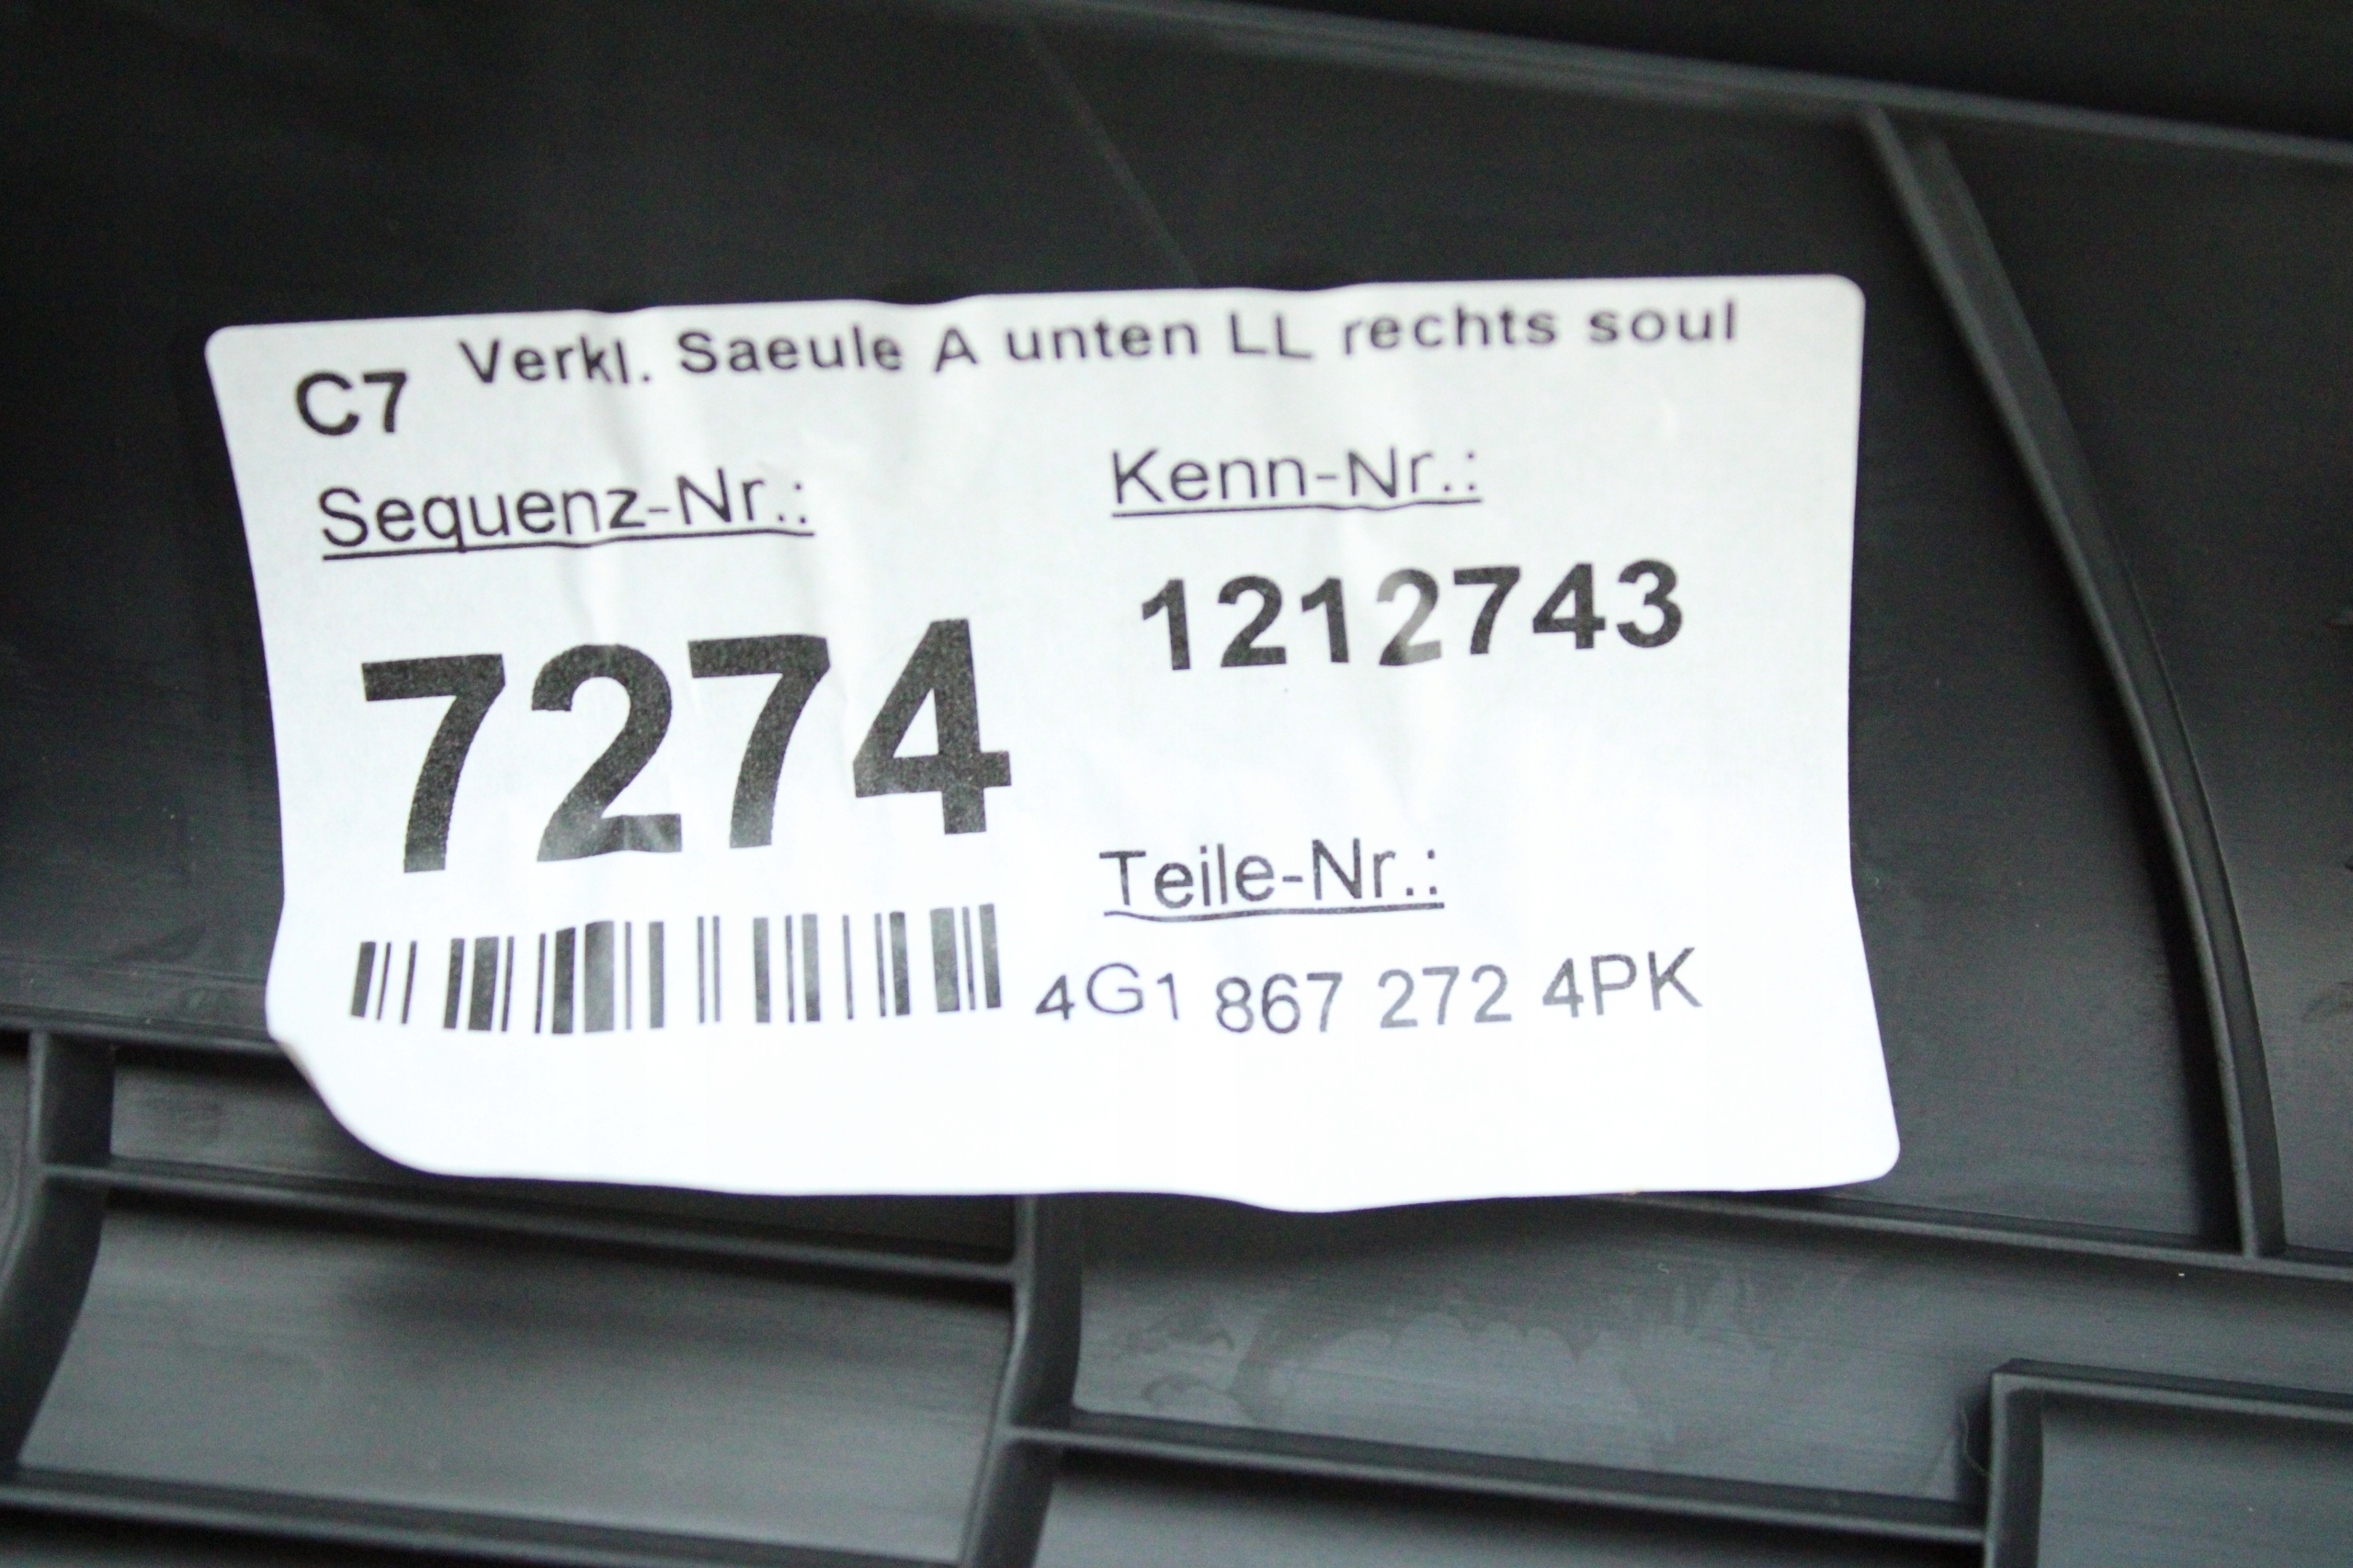 C7 Verkl. Saeule A unten LL rechts soul
Sequenz-Nr.: Kenn-Nr.:
7274 1212743
Teile-Nr.:
4G1 867 272 4PK